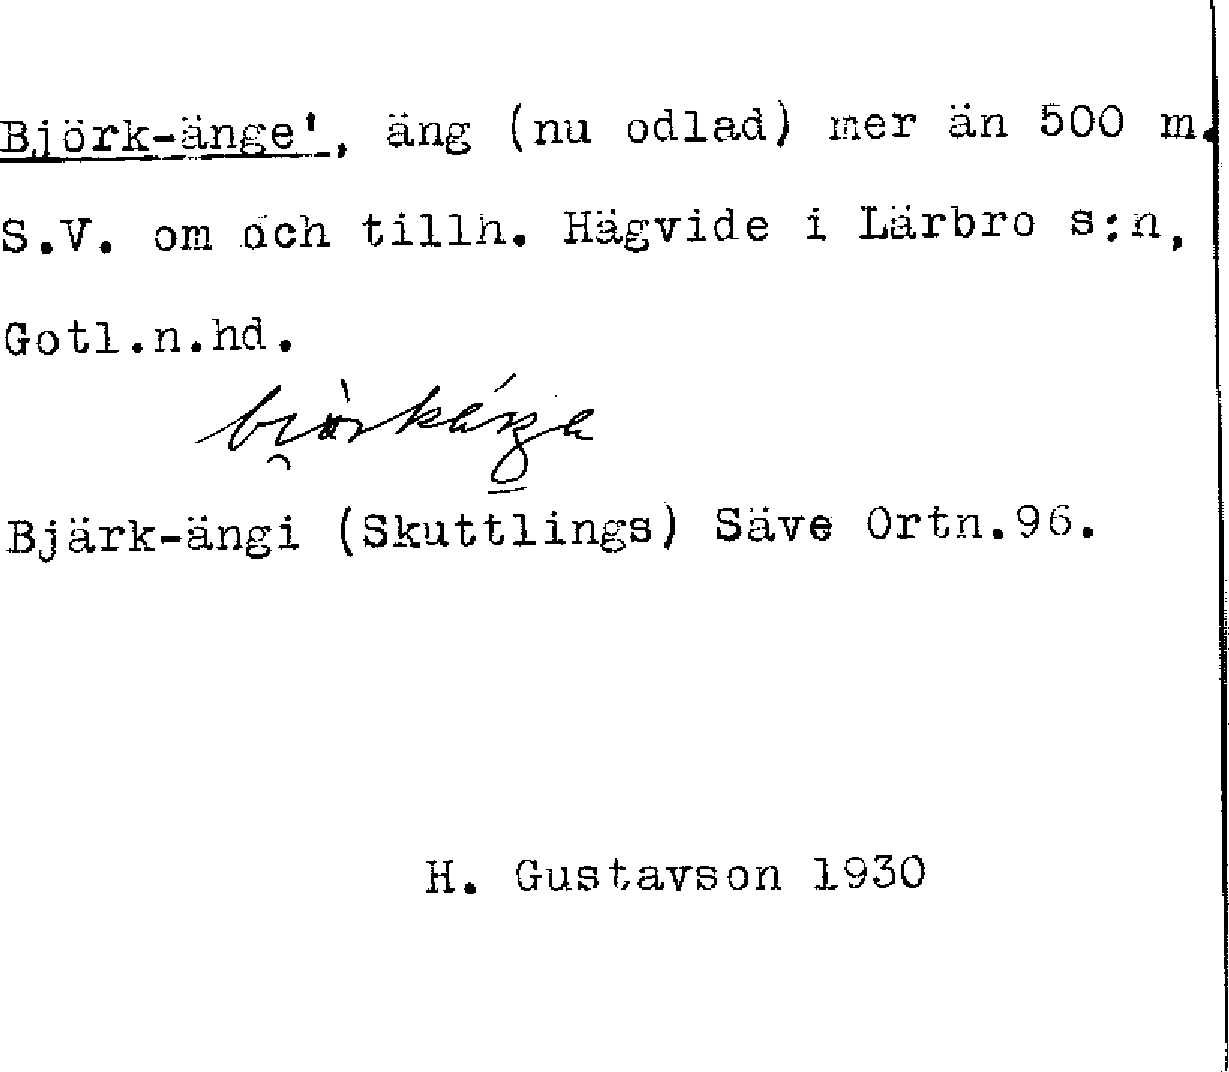 Björk-änge', äng (nu odlad) mer än 500 m.
S.V. om och tillh. Hägvide i Lärbro s:n,
Gotl.n.hd.
Bjärk-ängi (Skuttlings) Säve Ortn.96.
H. Gustavson 1930